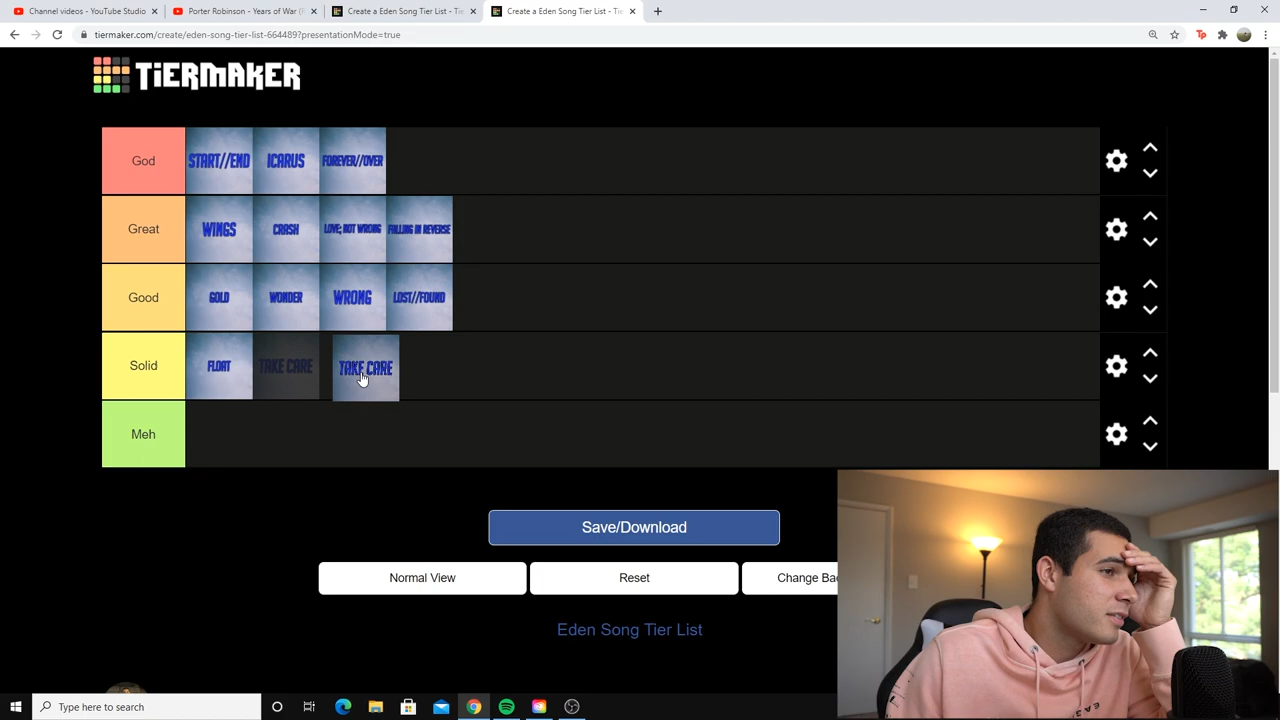 Channel videos - YouTube Studio
Porter Robinson - Years of War (
Create a Eden Song Tier List - Tie
Create a Eden Song Tier List - Tie
tiermaker.com/create/eden-song-tier-list-664489?presentationMode=true
Tp
TIERMAKER
God
START//END
ICARUS
FOREVER//OVER
Great
WINGS
CRASH
LOVE; NOT WRONG
FALLING IN REVERSE
Good
GOLD
WONDER
WRONG
LOST//FOUND
Solid
FLOAT
TAKE CARE
TAKE CARE
Meh
Save/Download
Normal View
Reset
Change Bac
Eden Song Tier List
Type here to search